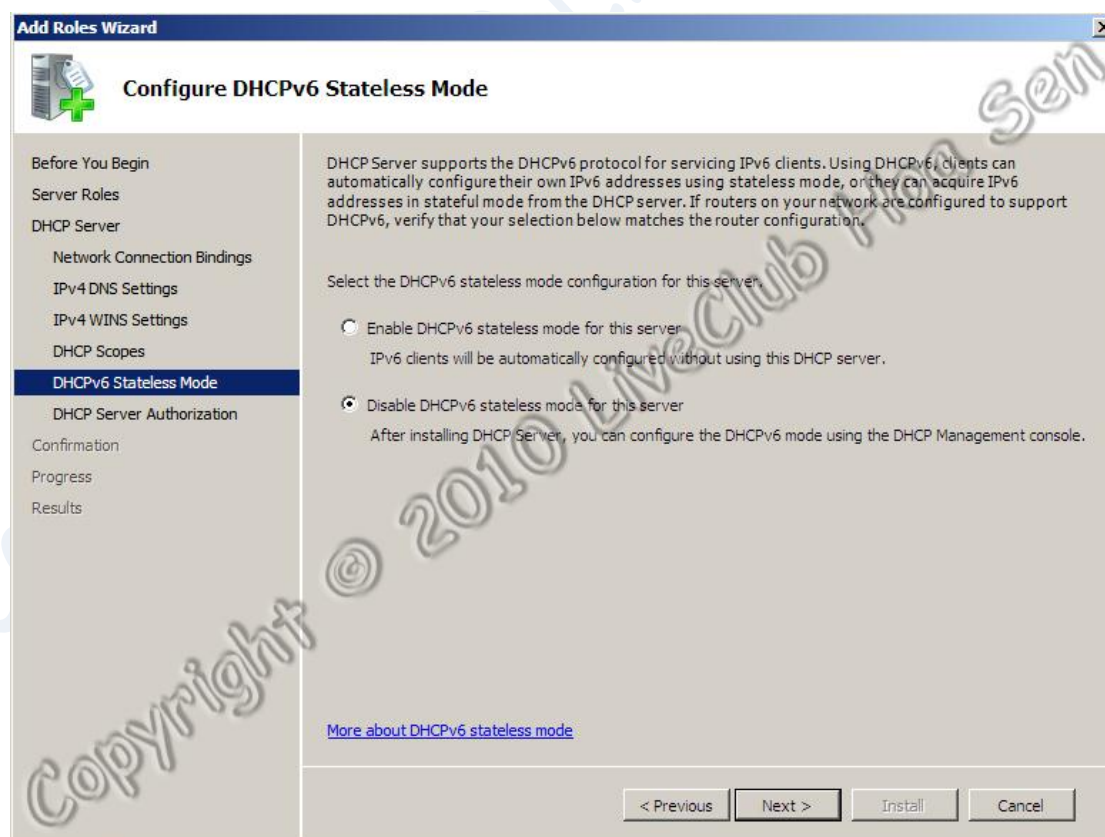 Add Roles Wizard
Configure DHCPv6 Stateless Mode
Before You Begin
Server Roles
DHCP Server
Network Connection Bindings
IPv4 DNS Settings
IPv4 WINS Settings
DHCP Scopes
DHCPv6 Stateless Mode
DHCP Server Authorization
Confirmation
Progress
Results
DHCP Server supports the DHCPv6 protocol for servicing IPv6 clients. Using DHCPv6, clients can
automatically configure their own IPv6 addresses using stateless mode, or they can acquire IPv6
addresses in stateful mode from the DHCP server. If routers on your network are configured to support
DHCPv6, verify that your selection below matches the router configuration.
Select the DHCPv6 stateless mode configuration for this server.
Enable DHCPv6 stateless mode for this server
IPv6 clients will be automatically configured without using this DHCP server.
Disable DHCPv6 stateless mode for this server
After installing DHCP Server, you can configure the DHCPv6 mode using the DHCP Management console.
More about DHCPv6 stateless mode
< Previous
Next >
Install
Cancel
Copyright © 2010 LiveClub Hoa Sen